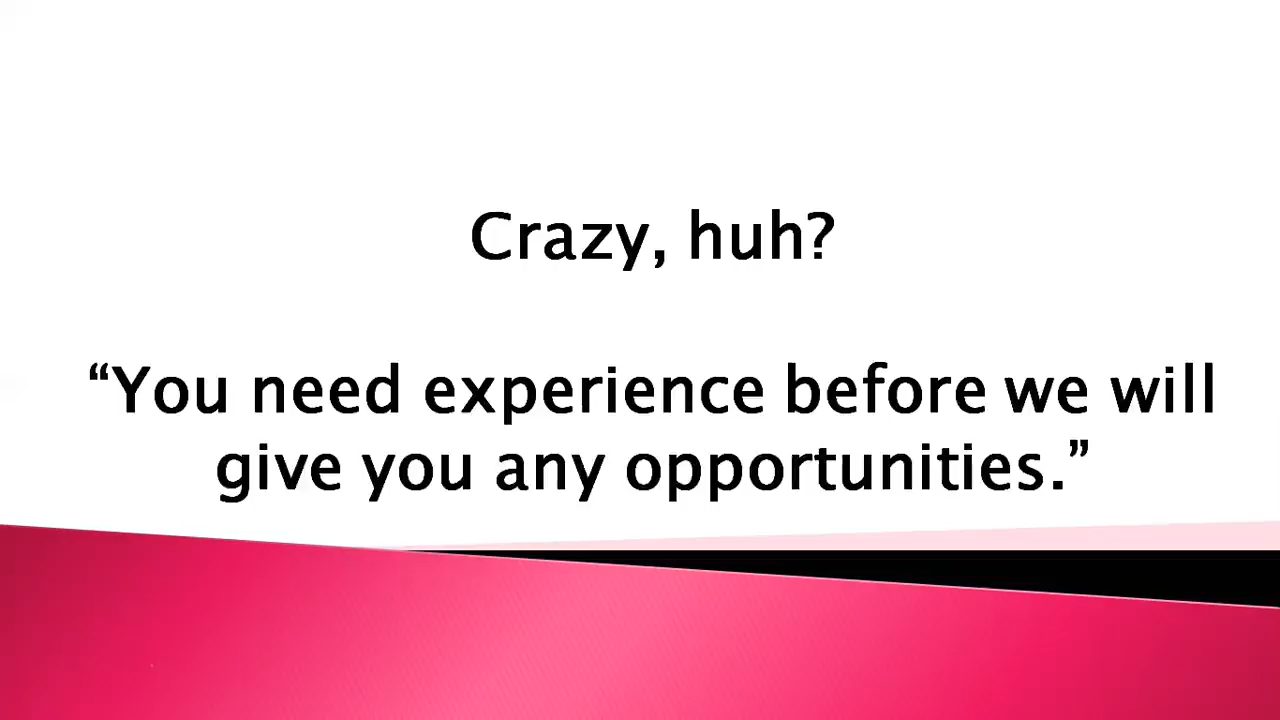 Crazy, huh?
“You need experience before we will
give you any opportunities.”